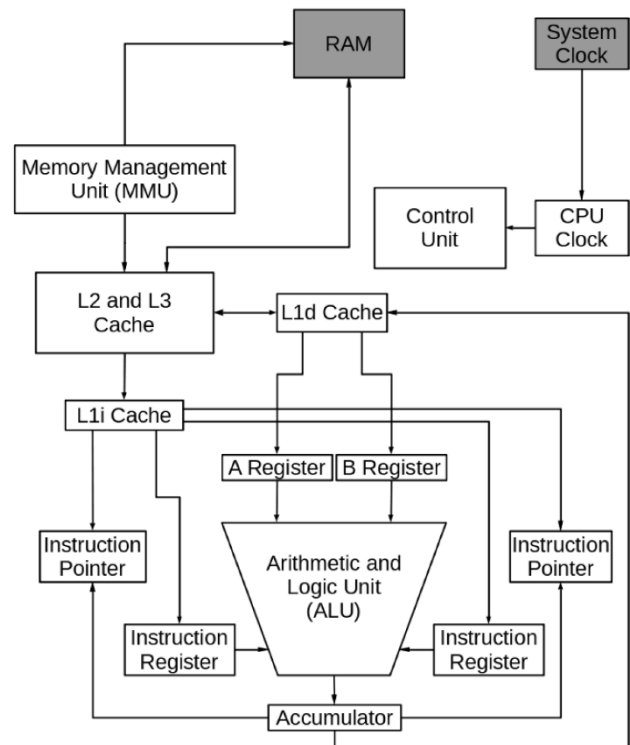 RAM
System
Clock
Memory Management
Unit (MMU)
Control
Unit
CPU
Clock
L2 and L3
Cache
L1d Cache
L1i Cache
A Register
B Register
Instruction
Pointer
Arithmetic and
Logic Unit
(ALU)
Instruction
Pointer
Instruction
Register
Instruction
Register
Accumulator